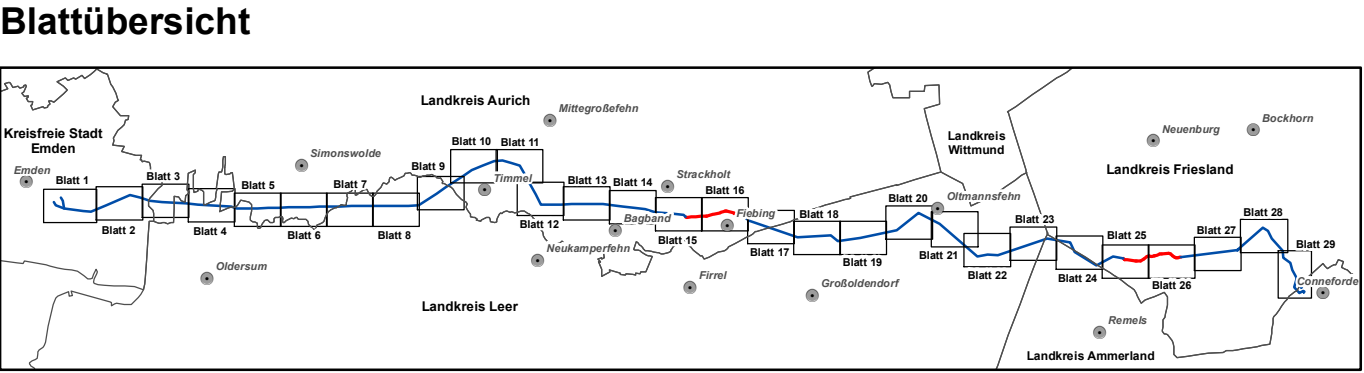 Blattübersicht
Landkreis Aurich
Mittegroßefehn
Kreisfreie Stadt
Emden
Landkreis
Wittmund
Neuenburg
Bockhorn
Simonswolde
Blatt 9
Blatt 10
Blatt 11
Landkreis Friesland
Emden
Blatt 1
Blatt 3
Blatt 5
Blatt 7
Timmel
Blatt 13
Blatt 14
Strackholt
Blatt 16
Blatt 20
Oltmannsfehn
Blatt 2
Blatt 4
Blatt 6
Blatt 8
Blatt 12
Bagband
Fiebing
Blatt 18
Blatt 23
Blatt 25
Blatt 27
Blatt 28
Blatt 29
Neukamperfehn
Blatt 15
Blatt 17
Blatt 19
Blatt 21
Blatt 22
Blatt 24
Blatt 26
Conneforde
Oldersum
Firrel
Großoldendorf
Landkreis Leer
Remels
Landkreis Ammerland